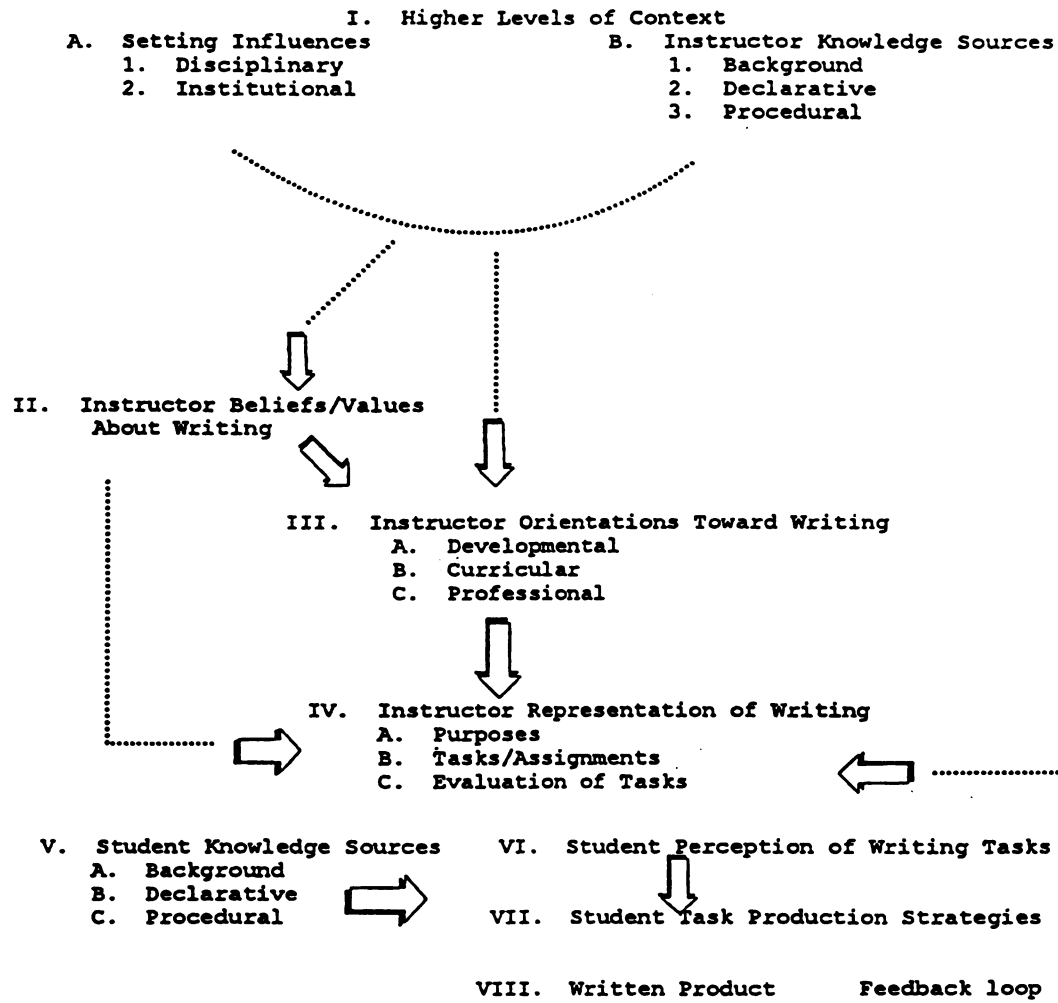 I. Higher Levels of Context
A. Setting Influences
1. Disciplinary
2. Institutional
B. Instructor Knowledge Sources
1. Background
2. Declarative
3. Procedural
II. Instructor Beliefs/Values
About Writing
III. Instructor Orientations Toward Writing
A. Developmental
B. Curricular
C. Professional
IV. Instructor Representation of Writing
A. Purposes
B. Tasks/Assignments
C. Evaluation of Tasks
V. Student Knowledge Sources
A. Background
B. Declarative
C. Procedural
VI. Student Perception of Writing Tasks
VII. Student Task Production Strategies
VIII. Written Product Feedback loop